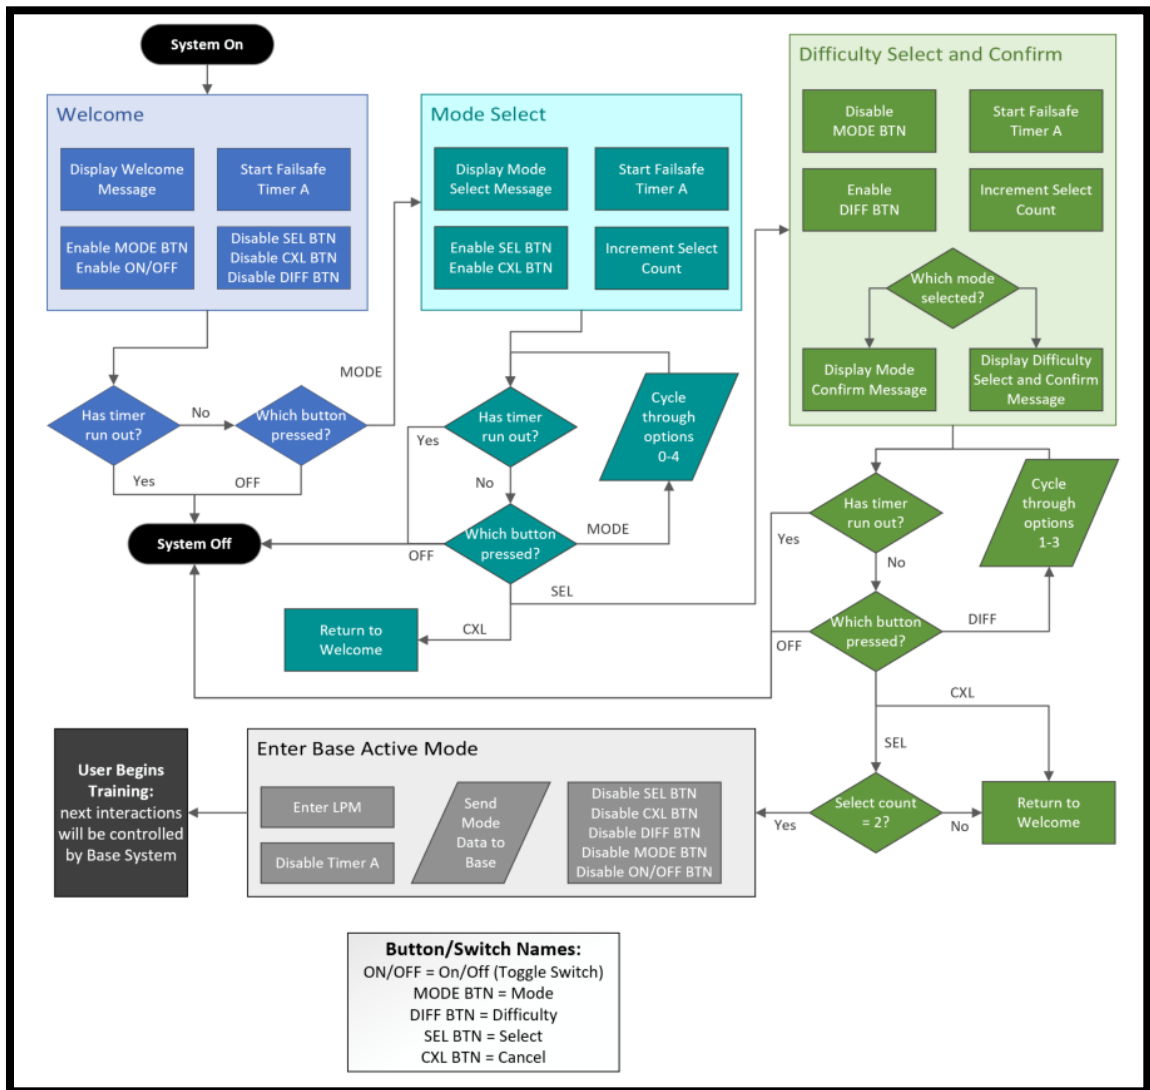 System On
Welcome
Display Welcome
Message
Start Failsafe
Timer A
Enable MODE BTN
Enable ON/OFF
Disable SEL BTN
Disable CXL BTN
Disable DIFF BTN
Has timer
run out?
No
Which button
pressed?
MODE
Yes
OFF
System Off
Mode Select
Display Mode
Select Message
Start Failsafe
Timer A
Enable SEL BTN
Enable CXL BTN
Increment Select
Count
Has timer
run out?
Yes
No
Cycle
through
options
0-4
Which button
pressed?
MODE
OFF
SEL
CXL
Return to
Welcome
Difficulty Select and Confirm
Disable
MODE BTN
Start Failsafe
Timer A
Enable
DIFF BTN
Increment Select
Count
Which mode
selected?
Display Mode
Confirm Message
Display Difficulty
Select and Confirm
Message
Has timer
run out?
Yes
No
Cycle
through
options
1-3
Which button
pressed?
DIFF
OFF
CXL
SEL
Select count
= 2?
Yes
No
Return to
Welcome
Enter Base Active Mode
Enter LPM
Disable Timer A
Send
Mode
Data to
Base
Disable SEL BTN
Disable CXL BTN
Disable DIFF BTN
Disable MODE BTN
Disable ON/OFF BTN
User Begins
Training:
next interactions
will be controlled
by Base System
Button/Switch Names:
ON/OFF = On/Off (Toggle Switch)
MODE BTN = Mode
DIFF BTN = Difficulty
SEL BTN = Select
CXL BTN = Cancel